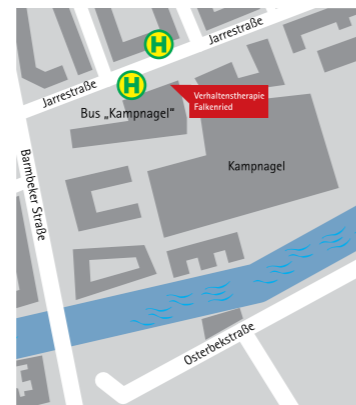 H
Jarrestraße
H
Jarrestraße
Verhaltenstherapie
Falkenried
Bus „Kampnagel“
Barmbeker Straße
Kampnagel
Osterbekstraße